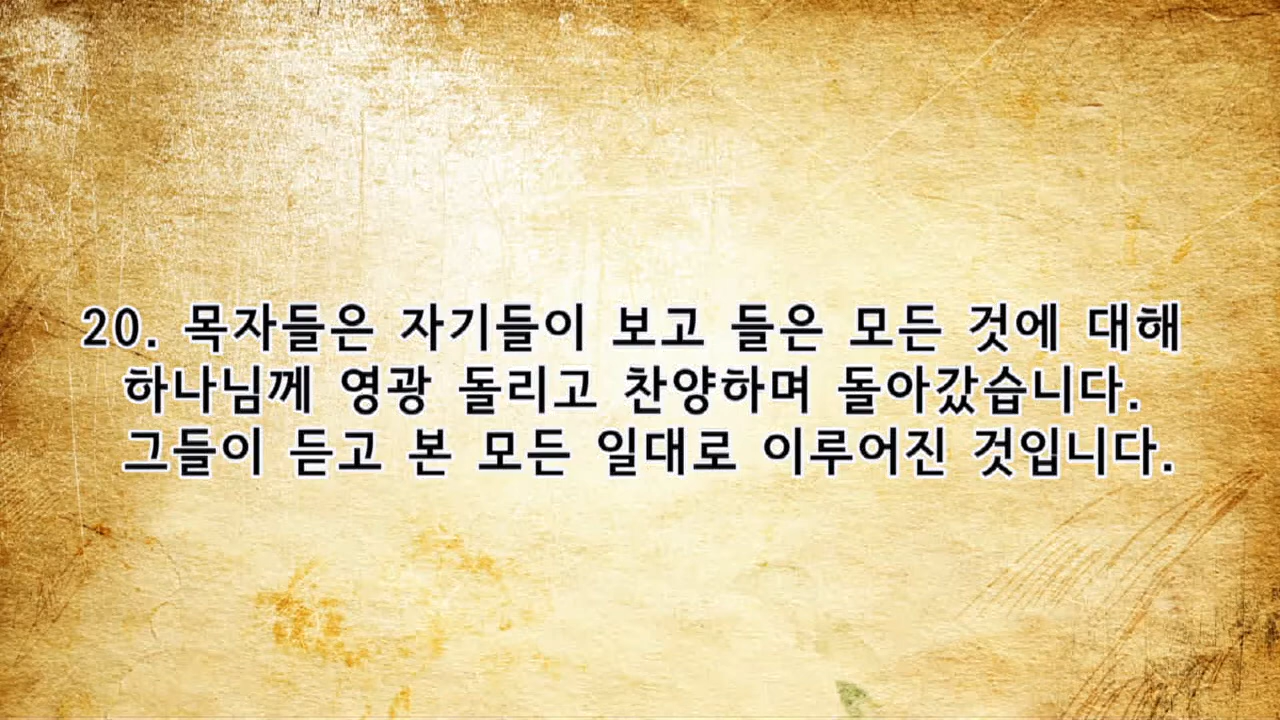 20. 목자들은 자기들이 보고 들은 모든 것에 대해
하나님께 영광 돌리고 찬양하며 돌아갔습니다.
그들이 듣고 본 모든 일대로 이루어진 것입니다.